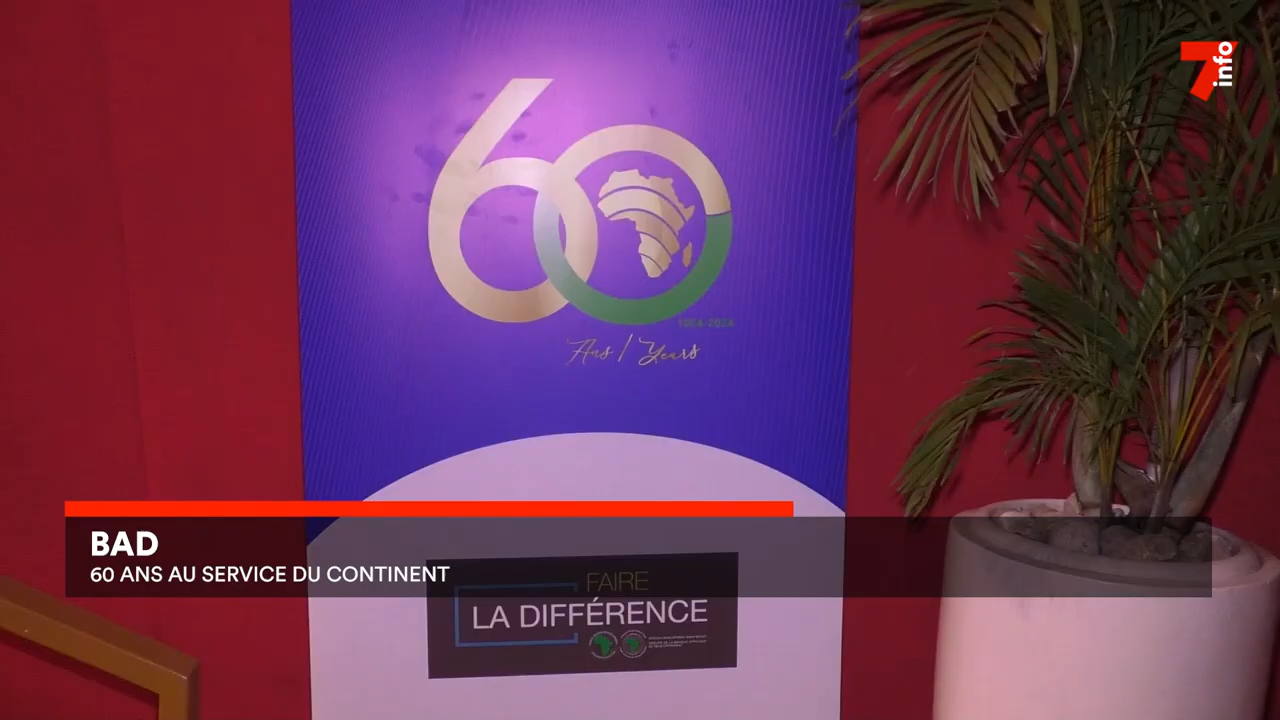 7info
60
1964-2024
Ans / Years
BAD
60 ANS AU SERVICE DU CONTINENT
FAIRE
LA DIFFÉRENCE